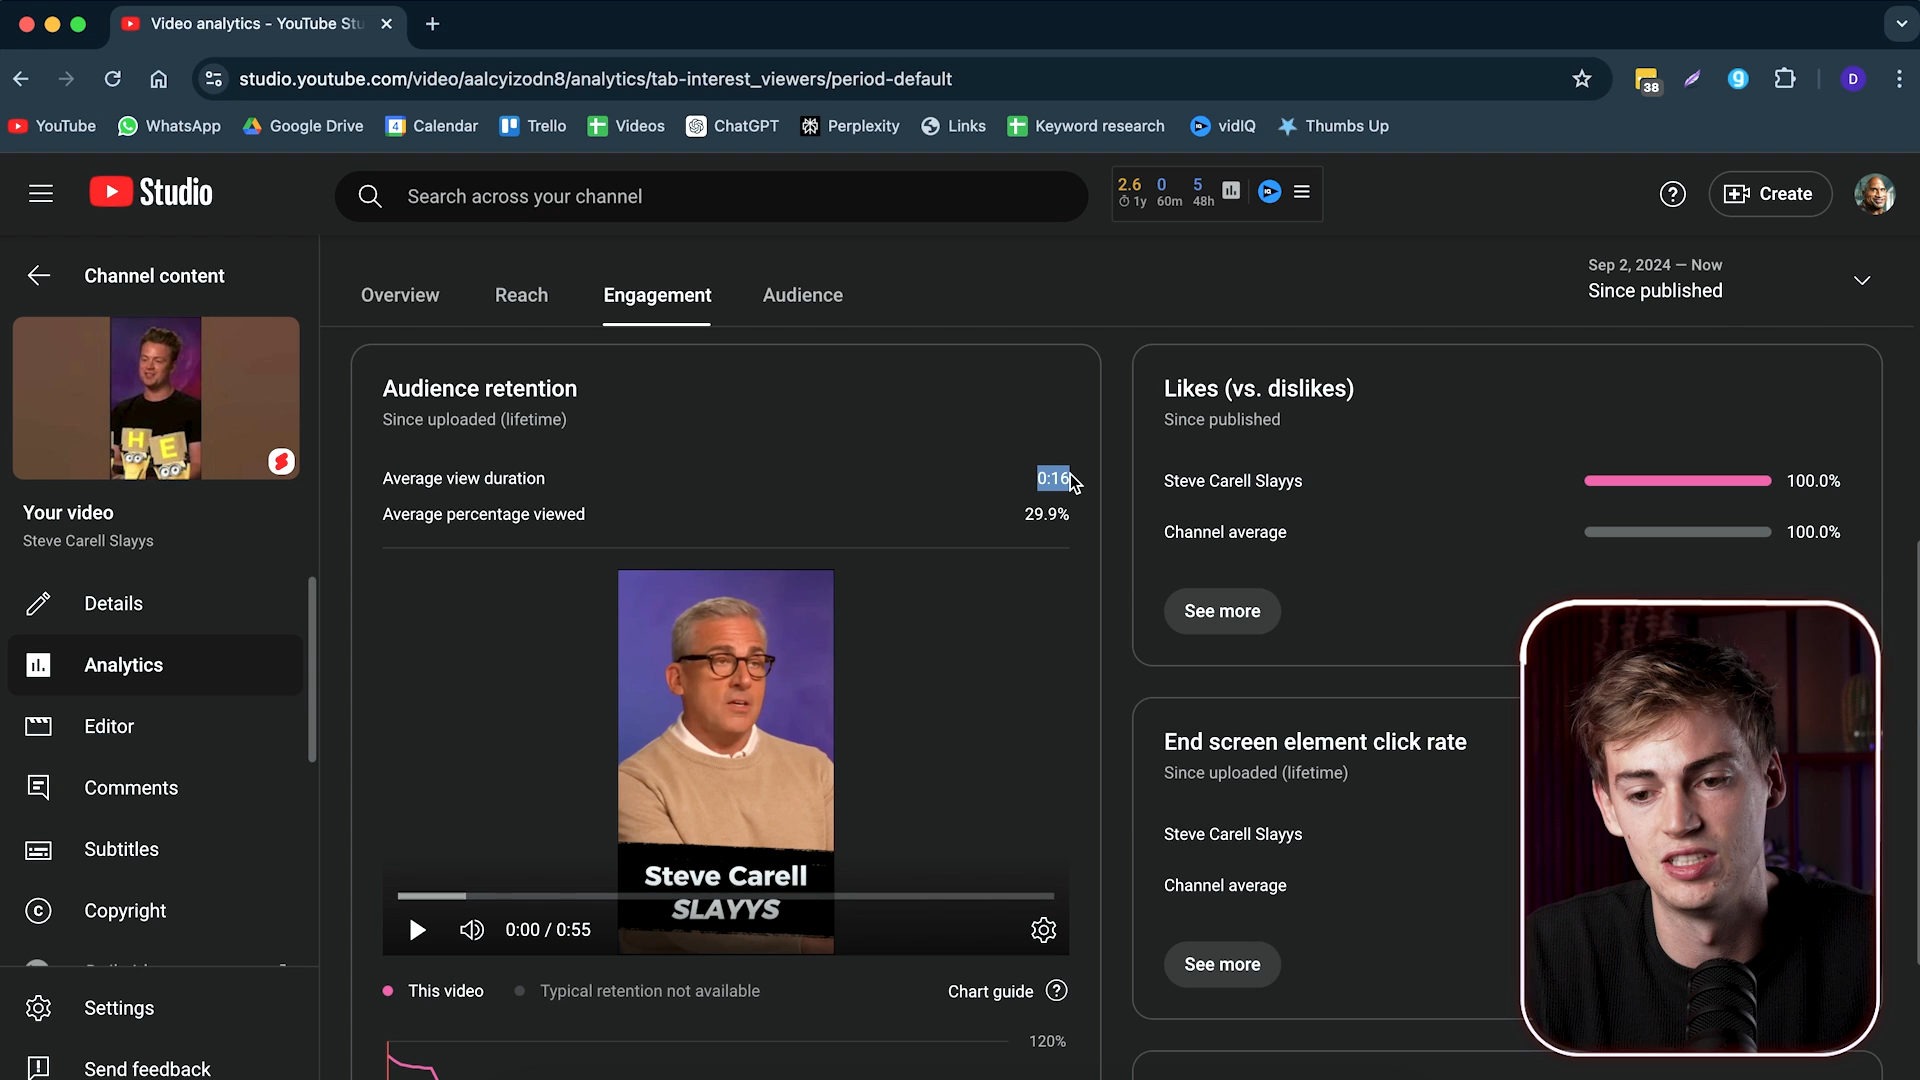 Video analytics - YouTube Stu
studio.youtube.com/video/aalcyizodn8/analytics/tab-interest_viewers/period-default
38
D
YouTube
WhatsApp
Google Drive
4
Calendar
Trello
Videos
ChatGPT
Perplexity
Links
Keyword research
vidIQ
Thumbs Up
Studio
Search across your channel
2.6 0 5
1y 60m 48h
Create
Channel content
Overview
Reach
Engagement
Audience
Sep 2, 2024 – Now
Since published
H E
Your video
Steve Carell Slayys
Details
Analytics
Editor
Comments
Subtitles
Copyright
Settings
Send feedback
Audience retention
Since uploaded (lifetime)
Average view duration 0:16
Average percentage viewed 29.9%
Steve Carell
SLAYYS
0:00 / 0:55
This video
Typical retention not available
Chart guide
120%
Likes (vs. dislikes)
Since published
Steve Carell Slayys 100.0%
Channel average 100.0%
See more
End screen element click rate
Since uploaded (lifetime)
Steve Carell Slayys
Channel average
See more